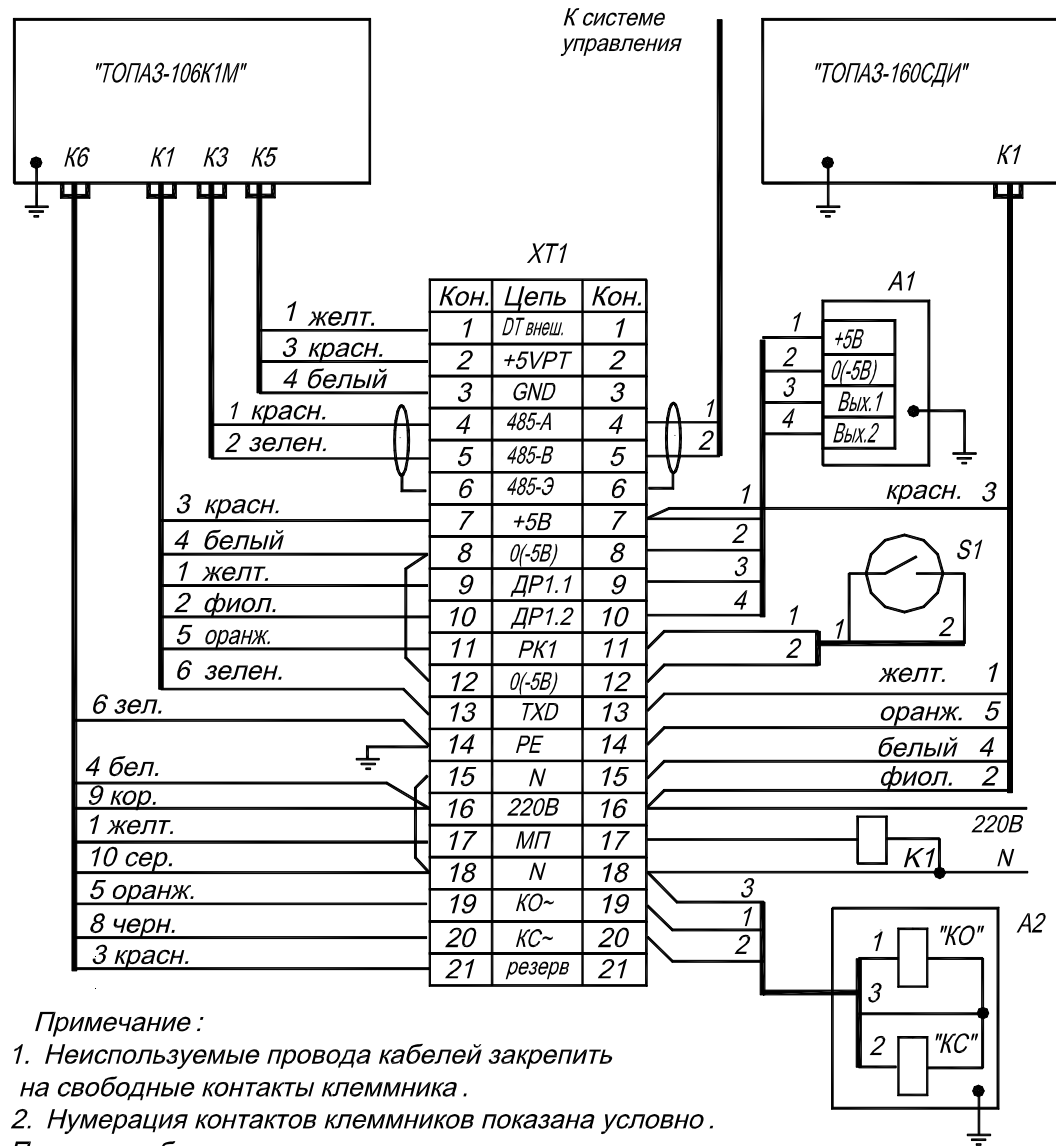 К системе
управления
"ТОПАЗ-106К1М"
"ТОПАЗ-160СДИ"
К6 К1 К3 К5
К1
ХТ1
Кон. Цепь Кон.
1 DT внеш. 1
2 +5VPT 2
3 GND 3
4 485-А 4
5 485-В 5
6 485-Э 6
7 +5В 7
8 0(-5В) 8
9 ДР1.1 9
10 ДР1.2 10
11 РК1 11
12 0(-5В) 12
13 TXD 13
14 PE 14
15 N 15
16 220В 16
17 МП 17
18 N 18
19 КО~ 19
20 КС~ 20
21 резерв 21
1 желт.
3 красн.
4 белый
1 красн.
2 зелен.
3 красн.
4 белый
1 желт.
2 фиол.
5 оранж.
6 зелен.
6 зел.
4 бел.
9 кор.
1 желт.
10 сер.
5 оранж.
8 черн.
3 красн.
1
2
А1
1 +5В
2 0(-5В)
3 Вых.1
4 Вых.2
1
2
3
4
красн. 3
S1
1
2
1
2
желт. 1
оранж. 5
белый 4
фиол. 2
220В
К1
N
3
1
2
А2
1 "КО"
3
2 "КС"
Примечание :
1. Неиспользуемые провода кабелей закрепить
на свободные контакты клеммника .
2. Нумерация контактов клеммников показана условно .